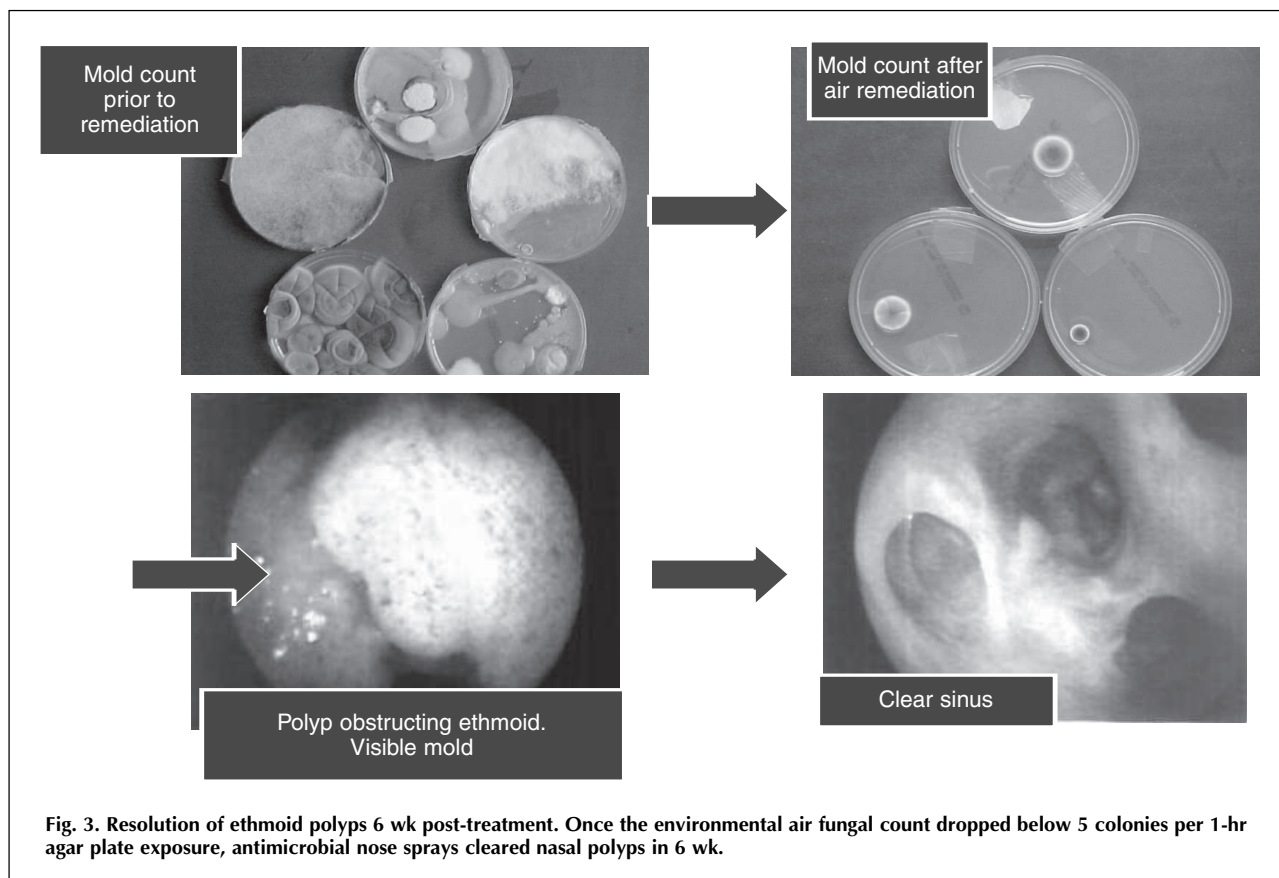 Mold count
prior to
remediation
Mold count after
air remediation
Polyp obstructing ethmoid.
Visible mold
Clear sinus
Fig. 3. Resolution of ethmoid polyps 6 wk post-treatment. Once the environmental air fungal count dropped below 5 colonies per 1-hr
agar plate exposure, antimicrobial nose sprays cleared nasal polyps in 6 wk.